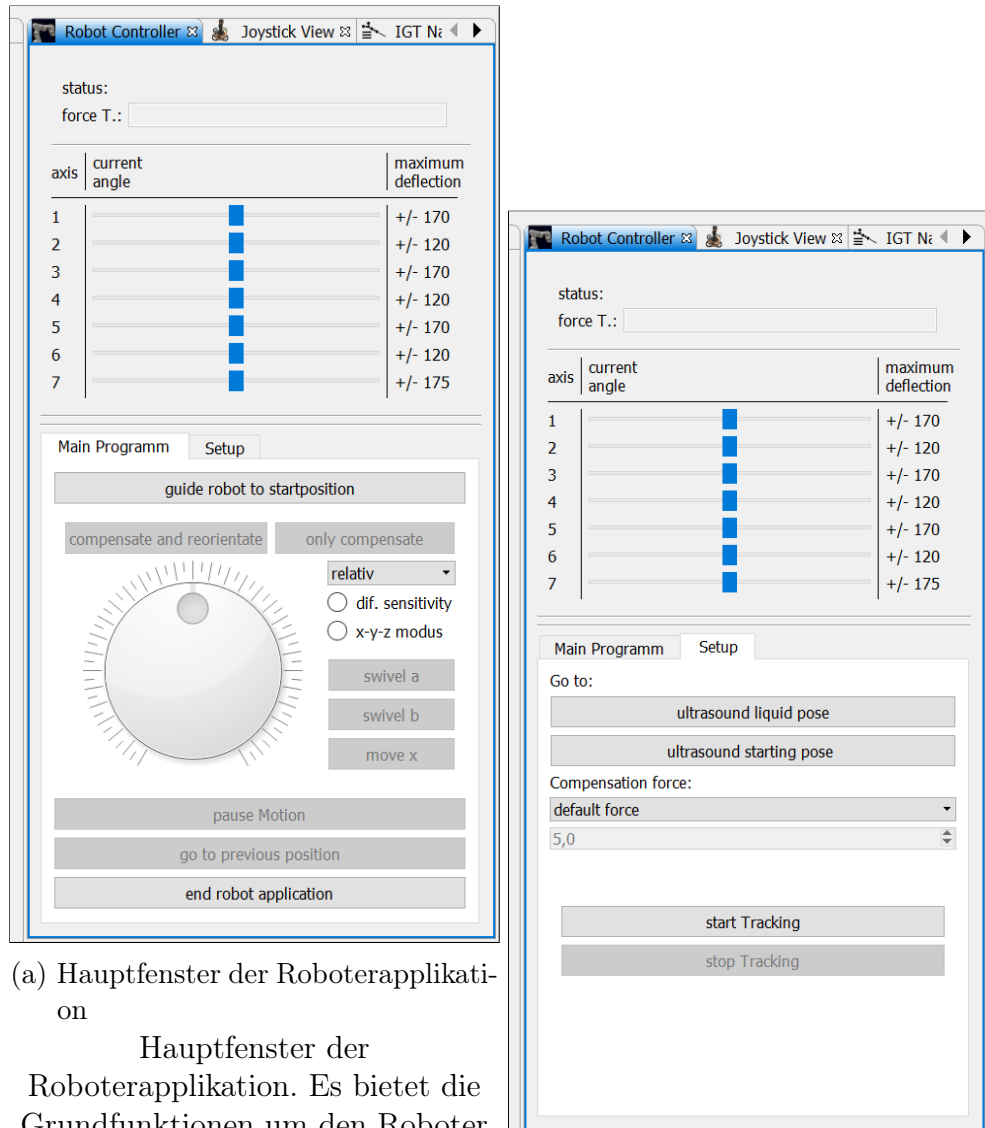 Robot Controller Joystick View IGT Na
status:
force T.:
axis current angle maximum deflection
1 +/- 170
2 +/- 120
3 +/- 170
4 +/- 120
5 +/- 170
6 +/- 120
7 +/- 175
Main Programm Setup
guide robot to startposition
compensate and reorientate only compensate
relativ
dif. sensitivity
x-y-z modus
swivel a
swivel b
move x
pause Motion
go to previous position
end robot application
(a) Hauptfenster der Roboterapplikati-
on
Hauptfenster der
Roboterapplikation. Es bietet die
Grundfunktionen um den Roboter
Robot Controller Joystick View IGT Na
status:
force T.:
axis current angle maximum deflection
1 +/- 170
2 +/- 120
3 +/- 170
4 +/- 120
5 +/- 170
6 +/- 120
7 +/- 175
Main Programm Setup
Go to:
ultrasound liquid pose
ultrasound starting pose
Compensation force:
default force
5,0
start Tracking
stop Tracking